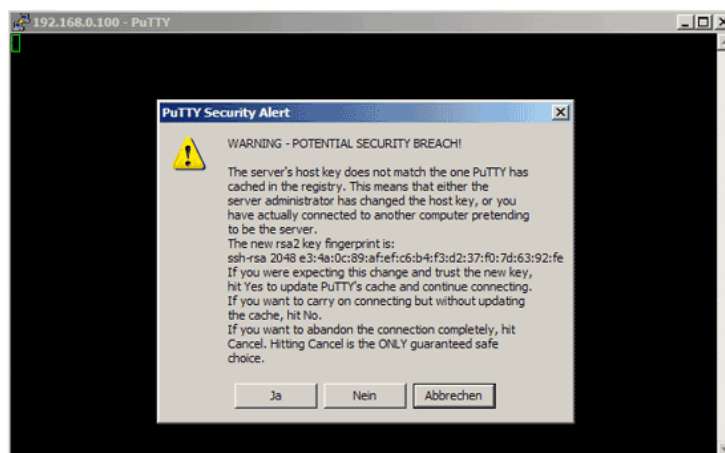 192.168.0.100 - PuTTY
PuTTY Security Alert
WARNING - POTENTIAL SECURITY BREACH!
The server's host key does not match the one PuTTY has
cached in the registry. This means that either the
server administrator has changed the host key, or you
have actually connected to another computer pretending
to be the server.
The new rsa2 key fingerprint is:
ssh-rsa 2048 e3:4a:0c:89:af:ef:c6:b4:f3:d2:37:f0:7d:63:92:fe
If you were expecting this change and trust the new key,
hit Yes to update PuTTY's cache and continue connecting.
If you want to carry on connecting but without updating
the cache, hit No.
If you want to abandon the connection completely, hit
Cancel. Hitting Cancel is the ONLY guaranteed safe
choice.
Ja Nein Abbrechen